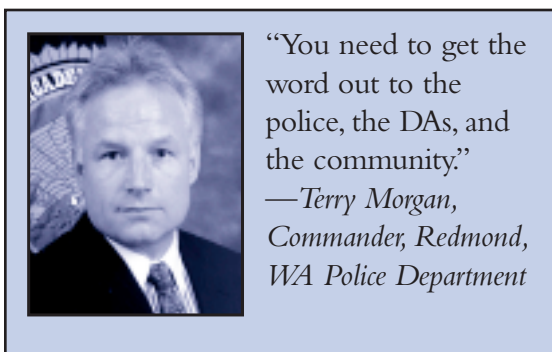 “You need to get the
word out to the
police, the DAs, and
the community.”
—Terry Morgan,
Commander, Redmond,
WA Police Department